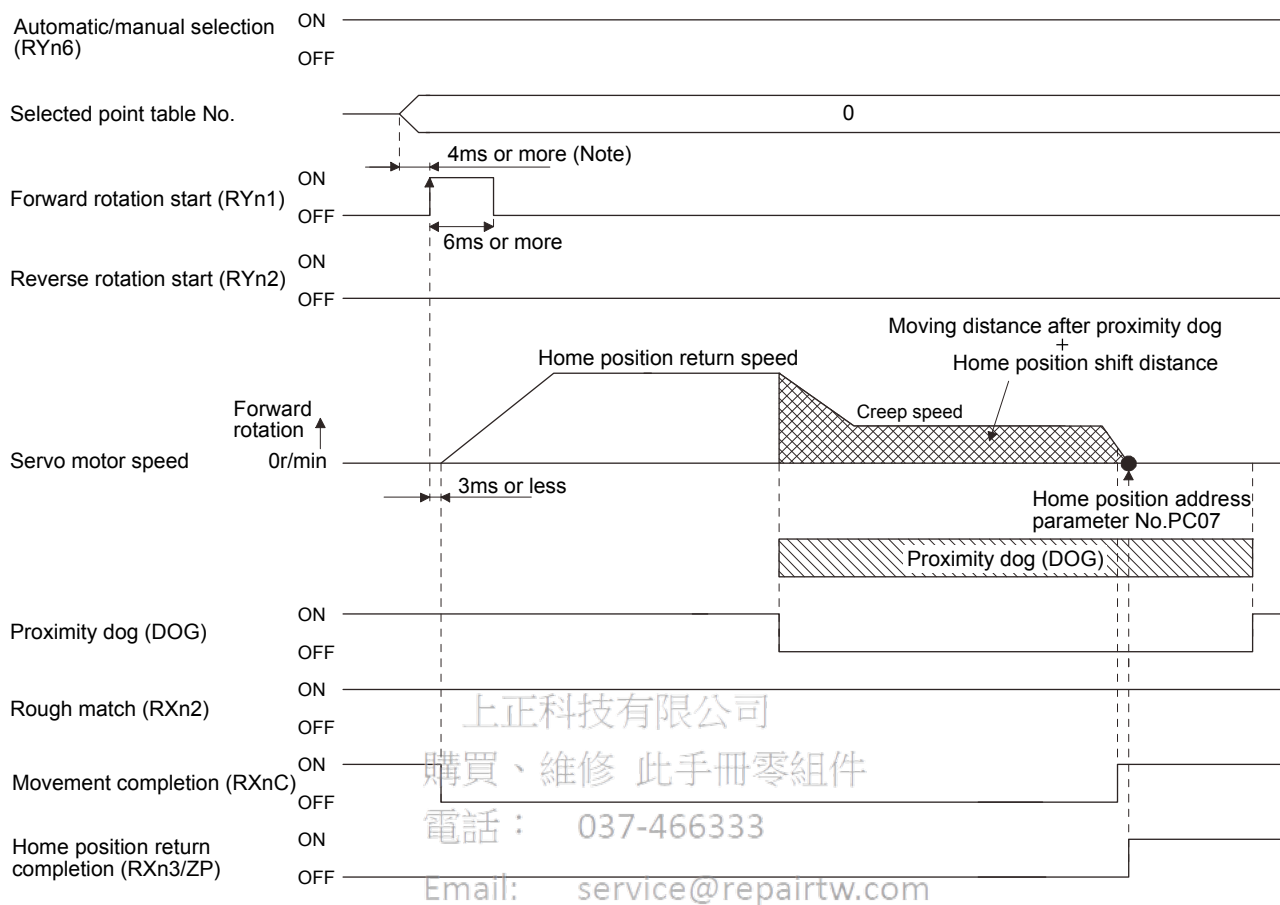 Automatic/manual selection
(RYn6)
ON
OFF
Selected point table No.
0
4ms or more (Note)
Forward rotation start (RYn1)
ON
OFF
6ms or more
Reverse rotation start (RYn2)
ON
OFF
Moving distance after proximity dog
+
Home position shift distance
Home position return speed
Creep speed
Forward
rotation
Servo motor speed
0r/min
3ms or less
Home position address
parameter No.PC07
Proximity dog (DOG)
Proximity dog (DOG)
ON
OFF
Rough match (RXn2)
ON
OFF
上正科技有限公司
Movement completion (RXnC)
ON
OFF
購買、維修 此手冊零組件
電話： 037-466333
Home position return
completion (RXn3/ZP)
ON
OFF
Email: service@repairtw.com